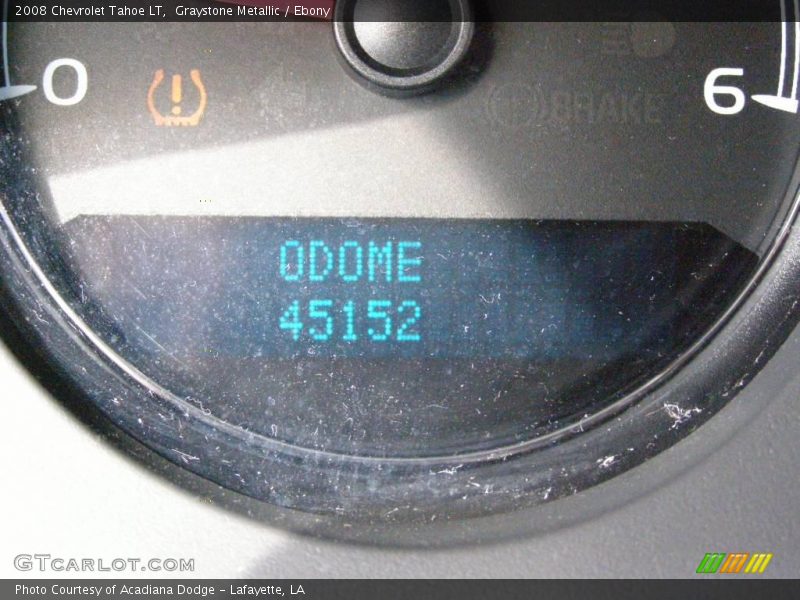 2008 Chevrolet Tahoe LT,  Graystone Metallic / Ebony
0
6
BRAKE
ODOME
45152
GTCARLOT.COM
Photo Courtesy of Acadiana Dodge - Lafayette, LA